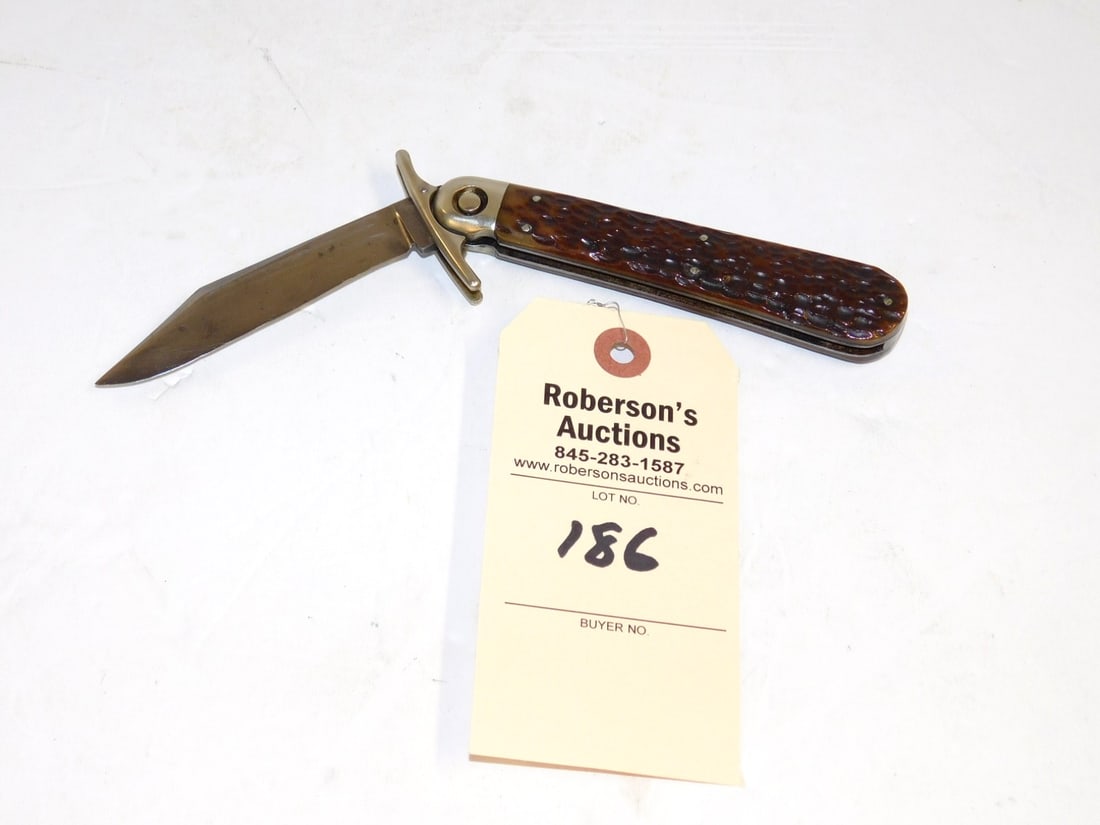 Roberson's
Auctions
845-283-1587
www.robersonsauctions.com
LOT NO.
186
BUYER NO.